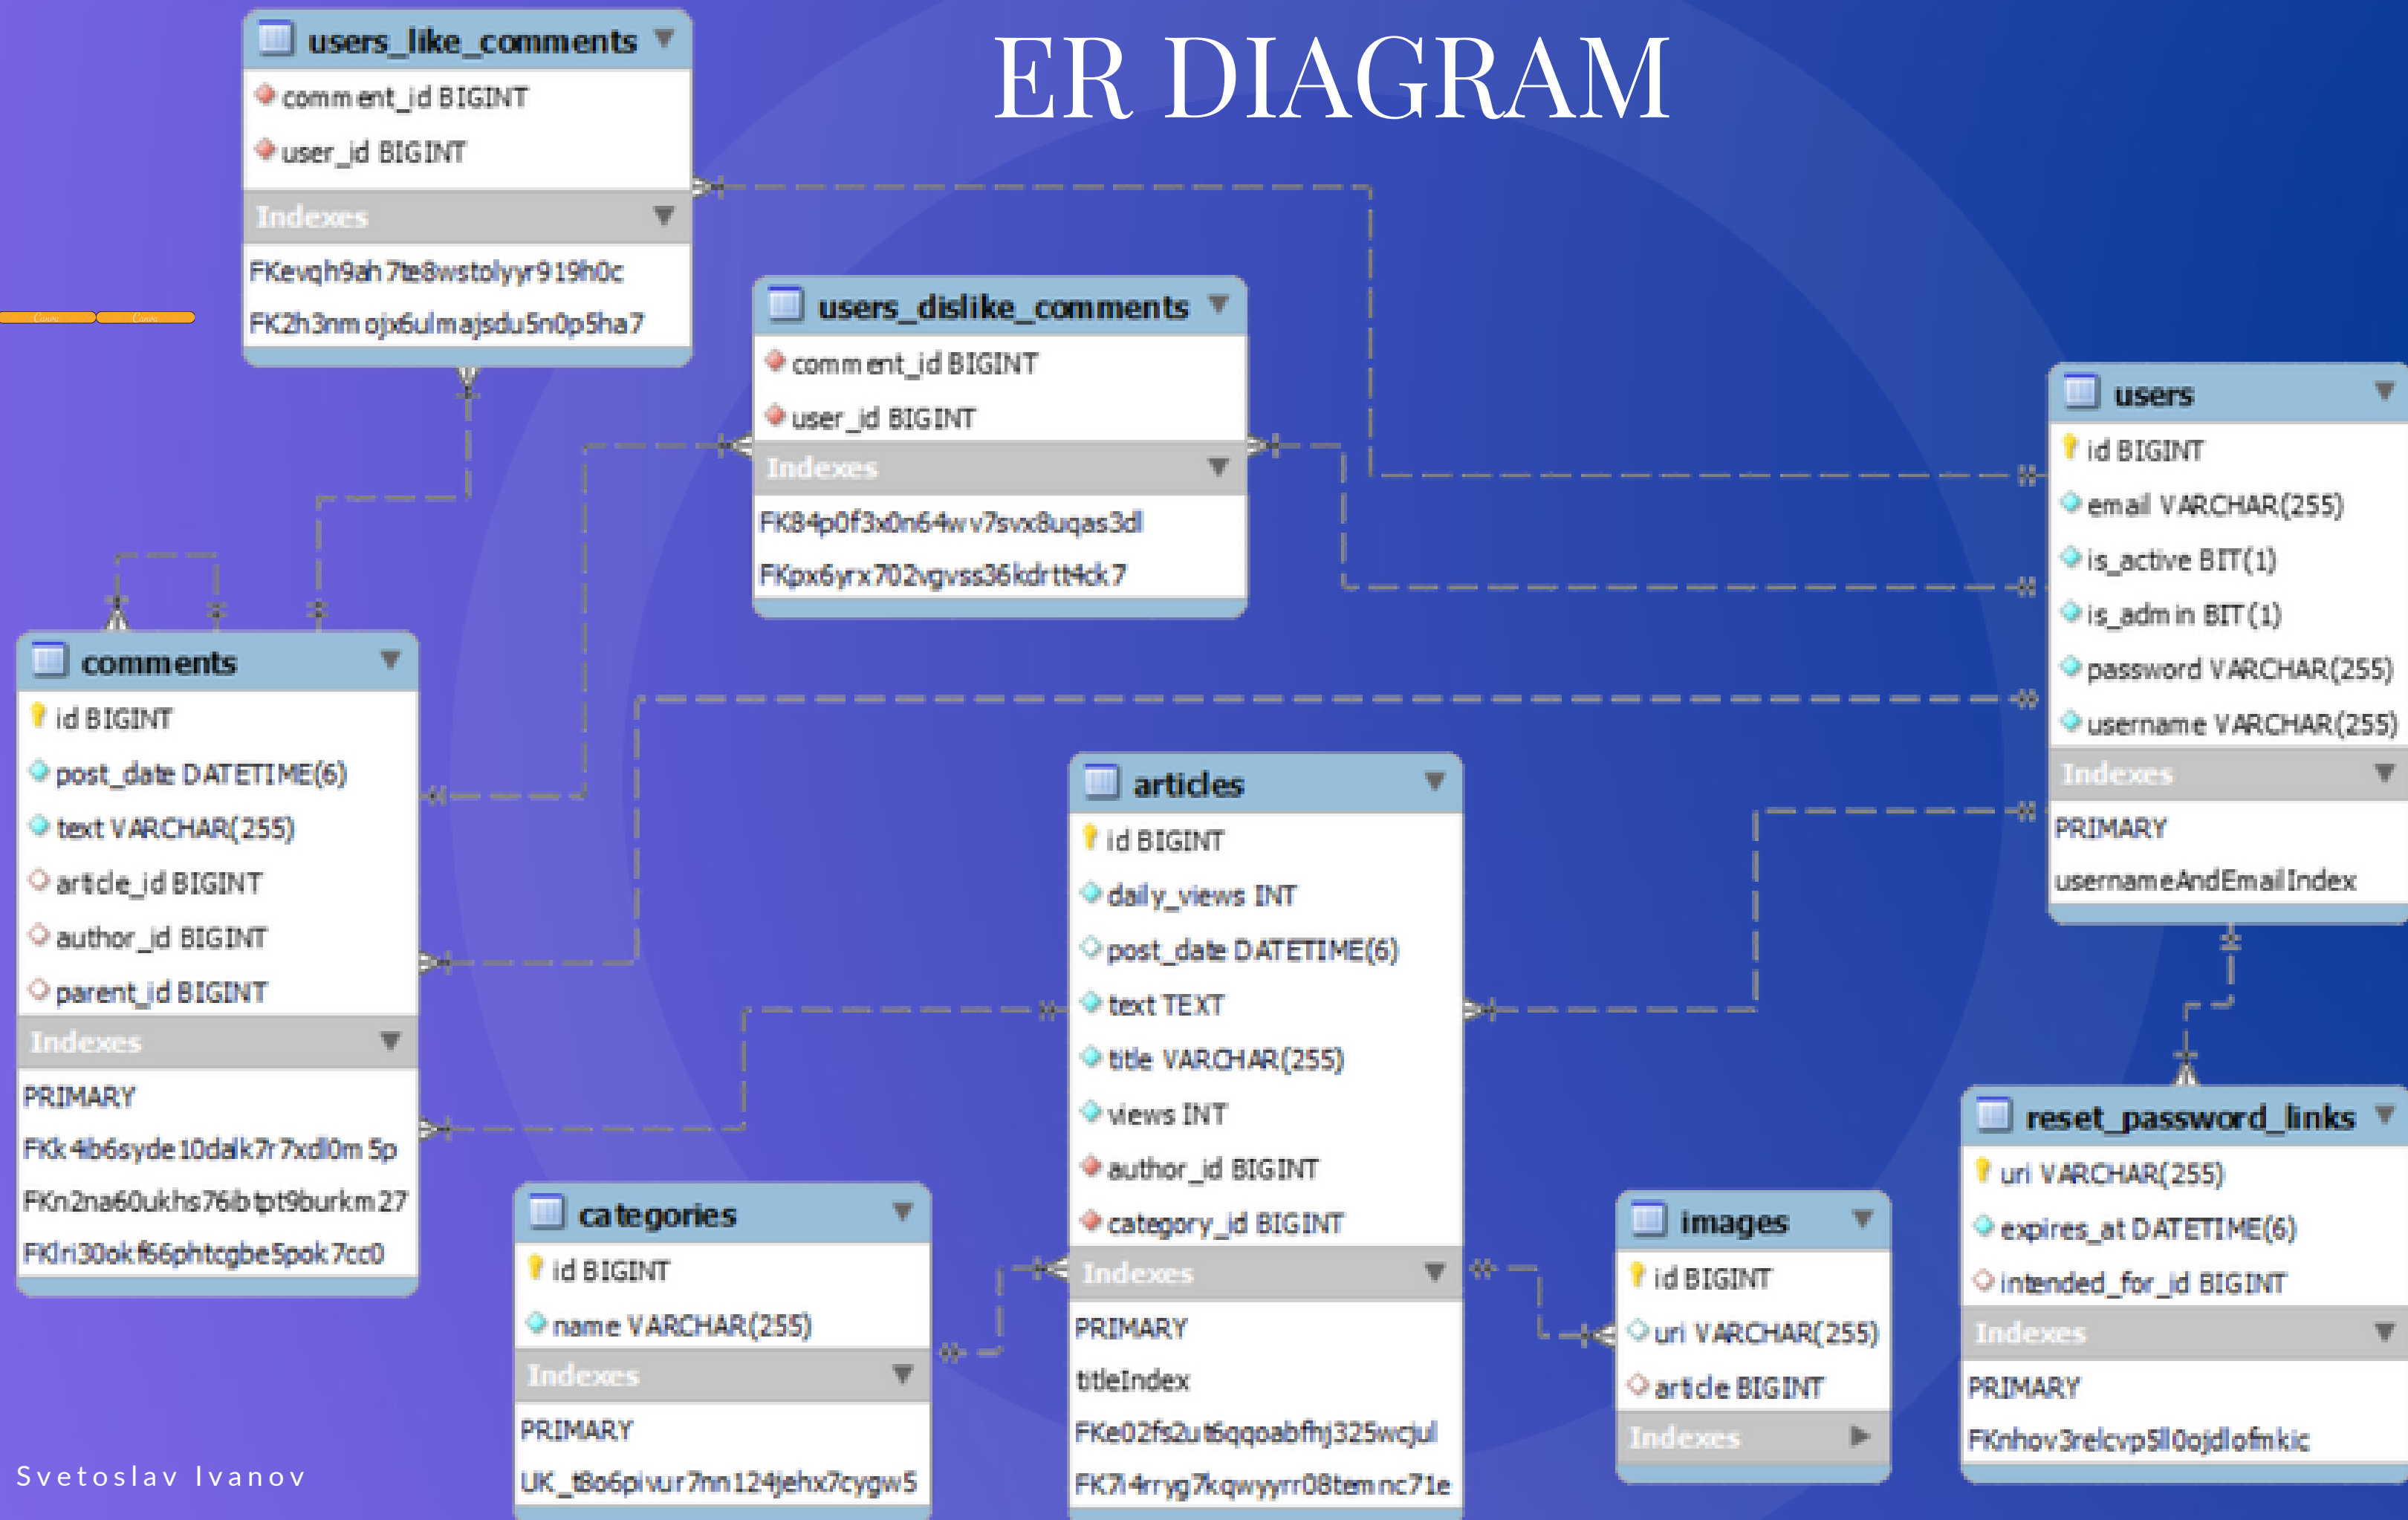 ER DIAGRAM
users_like_comments
comment_id BIGINT
user_id BIGINT
Indexes
FKevqh9ah7te8wstolyyr919h0c
FK2h3nmojx6ulmajsdu5n0p5ha7
Canva Canva
users_dislike_comments
comment_id BIGINT
user_id BIGINT
Indexes
FK84p0f3x0n64wv7svx8uqas3dl
FKpx6yrx702vgvss36kdrtt4ck7
users
id BIGINT
email VARCHAR(255)
is_active BIT(1)
is_admin BIT(1)
password VARCHAR(255)
username VARCHAR(255)
Indexes
PRIMARY
usernameAndEmailIndex
comments
id BIGINT
post_date DATETIME(6)
text VARCHAR(255)
article_id BIGINT
author_id BIGINT
parent_id BIGINT
Indexes
PRIMARY
FKk4ib6syde10dalk7r7xdl0m5p
FKn2na60ukhs76ibtpt9burkm27
FKlri30okf66phtcgbe5pok7cc0
articles
id BIGINT
daily_views INT
post_date DATETIME(6)
text TEXT
title VARCHAR(255)
views INT
author_id BIGINT
category_id BIGINT
Indexes
PRIMARY
titleIndex
FKe02fs2ut6qqoabfhj325wcjul
FK7i4rryg7kqwyyrr08temnc71e
categories
id BIGINT
name VARCHAR(255)
Indexes
PRIMARY
UK_t8o6pivur7nn124jehx7cygw5
images
id BIGINT
uri VARCHAR(255)
article BIGINT
Indexes
reset_password_links
uri VARCHAR(255)
expires_at DATETIME(6)
intended_for_id BIGINT
Indexes
PRIMARY
FKnhov3relcvp5ll0ojdlofmkic
Svetoslav Ivanov